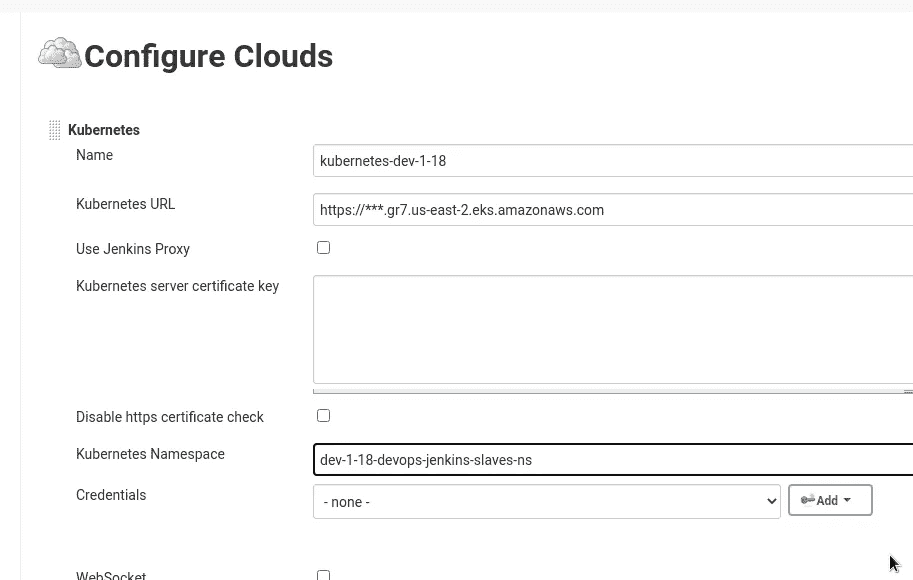 Configure Clouds
Kubernetes
Name
kubernetes-dev-1-18
Kubernetes URL
https://***.gr7.us-east-2.eks.amazonaws.com
Use Jenkins Proxy
Kubernetes server certificate key
Disable https certificate check
Kubernetes Namespace
dev-1-18-devops-jenkins-slaves-ns
Credentials
- none -
Add
WebSocket